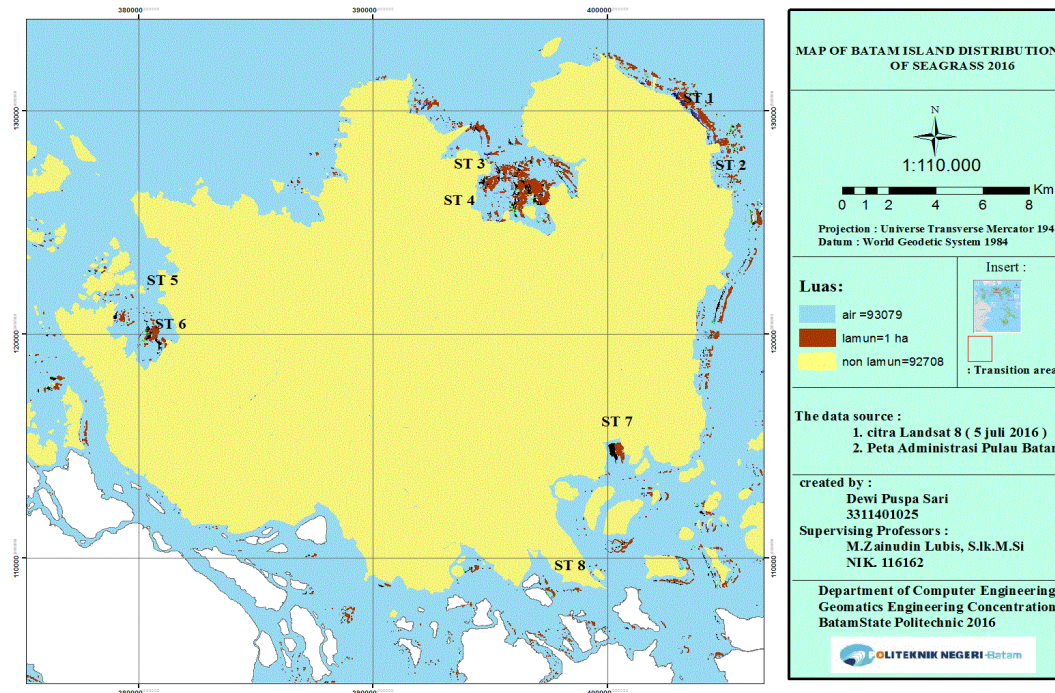 380000
390000
400000
130000
130000
ST 1
ST 3
ST 2
ST 4
ST 5
ST 6
120000
120000
ST 7
ST 8
110000
110000
380000
390000
400000
MAP OF BATAM ISLAND DISTRIBUTION
OF SEAGRASS 2016
N
1:110.000
Km
0 1 2 4 6 8
Projection : Universe Transverse Mercator 194
Datum : World Geodetic System 1984
Luas:
air =93079
lamun=1 ha
non lamun=92708
Insert :
: Transition area
The data source :
1. citra Landsat 8 ( 5 juli 2016 )
2. Peta Administrasi Pulau Batam
created by :
Dewi Puspa Sari
3311401025
Supervising Professors :
M.Zainudin Lubis, S.Ik.M.Si
NIK. 116162
Department of Computer Engineering
Geomatics Engineering Concentration
BatamState Politechnic 2016
POLITEKNIK NEGERI Batam